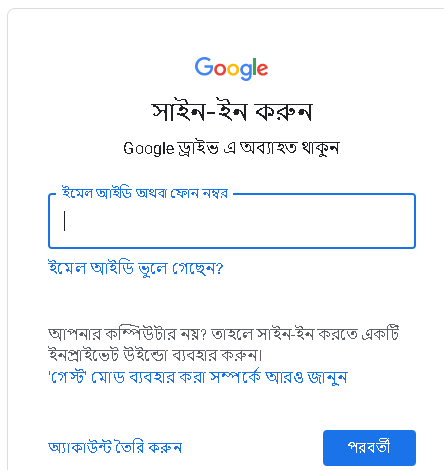 Google
সাইন-ইন করুন
Google ড্রাইভ এ অব্যাহত থাকুন
ইমেল আইডি অথবা ফোন নম্বর
ইমেল আইডি ভুলে গেছেন?
আপনার কম্পিউটার নয়? তাহলে সাইন-ইন করতে একটি
ইনপ্রাইভেট উইন্ডো ব্যবহার করুন।
'গেস্ট' মোড ব্যবহার করা সম্পর্কে আরও জানুন
অ্যাকাউন্ট তৈরি করুন
পরবর্তী